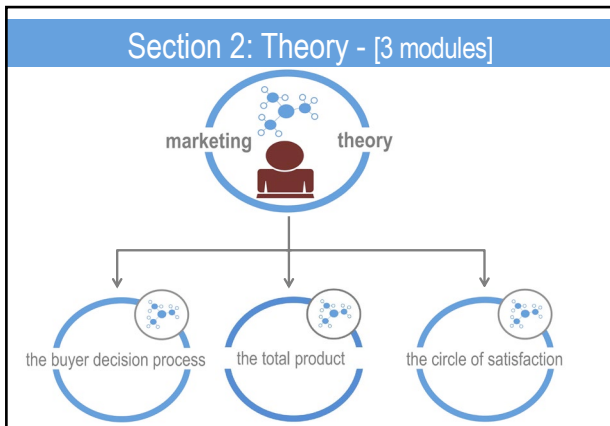 Section 2: Theory - [3 modules]
marketing theory
the buyer decision process
the total product
the circle of satisfaction